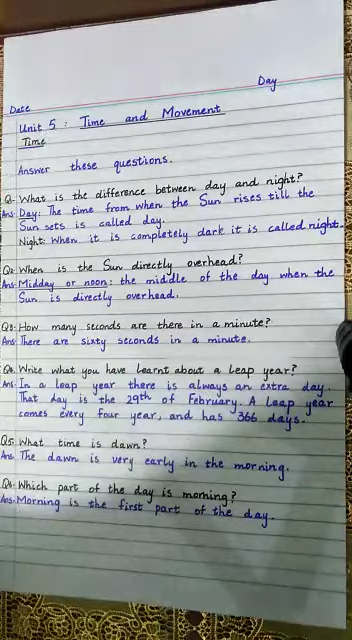 Day
Date
Unit 5 : Time and Movement
Time
Answer these questions.
Q1 What is the difference between day and night?
Ans. Day: The time from when the Sun rises till the
Sun sets is called day.
Night: When it is completely dark it is called night.
Q2 When is the Sun directly overhead?
Ans. Midday or noon: the middle of the day when the
Sun is directly overhead.
Q3. How many seconds are there in a minute?
Ans. There are sixty seconds in a minute.
Q4. Write what you have learnt about a leap year?
Ans. In a leap year there is always an extra day.
That day is the 29th of February. A leap year
comes every four year, and has 366 days.
Q5. What time is dawn?
Ans. The dawn is very early in the morning.
Q6. Which part of the day is morning?
Ans. Morning is the first part of the day.